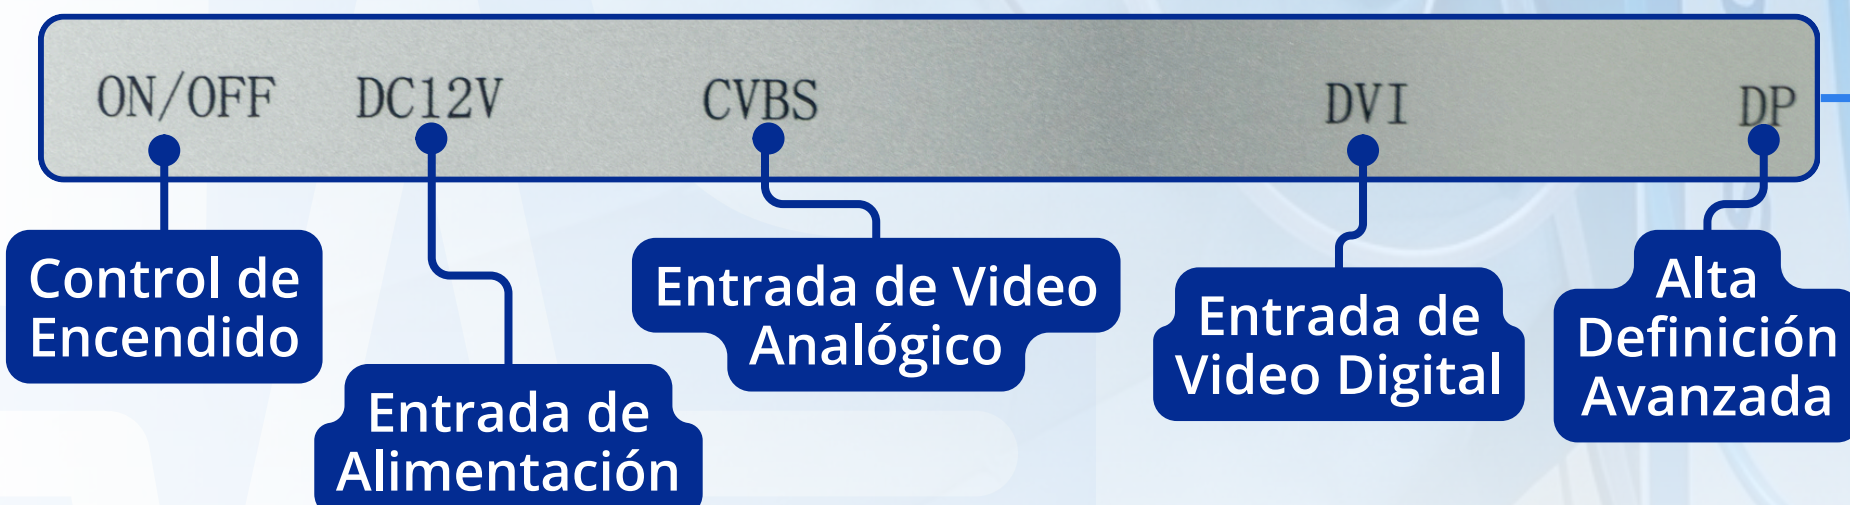 ON/OFF DC12V CVBS DVI DP
Control de
Encendido
Entrada de
Alimentación
Entrada de Video
Analógico
Entrada de
Video Digital
Alta
Definición
Avanzada